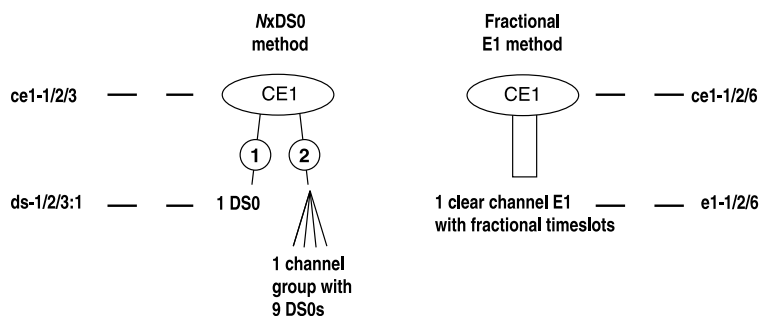 NxDS0
method
Fractional
E1 method
ce1-1/2/3
CE1
CE1
ce1-1/2/6
1
2
ds-1/2/3:1
1 DS0
1 clear channel E1
with fractional timeslots
e1-1/2/6
1 channel
group with
9 DS0s